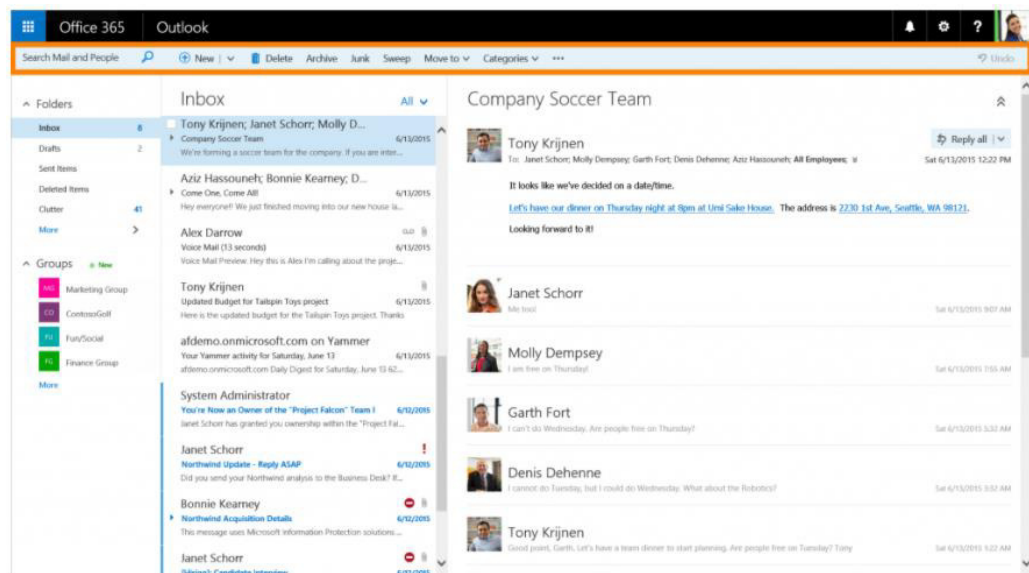 Office 365 Outlook ?
Search Mail and People New Delete Archive Junk Sweep Move to Categories ••• Undo
Folders
Inbox 8
Drafts 2
Sent Items
Deleted Items
Clutter 41
More
Groups New
MG Marketing Group
CO ContosoGolf
FU Fun/Social
FG Finance Group
More
Inbox All
Tony Krijnen; Janet Schorr; Molly D...
Company Soccer Team 6/13/2015
We're forming a soccer team for the company. If you are inter...
Aziz Hassouneh; Bonnie Kearney; D...
Come One, Come All! 6/13/2015
Hey everyone!! We just finished moving into our new house la...
Alex Darrow
Voice Mail (13 seconds) 6/13/2015
Voice Mail Preview: Hey this is Alex I'm calling about the proje...
Tony Krijnen
Updated Budget for Tailspin Toys project 6/13/2015
Here is the updated budget for the Tailspin Toys project. Thanks
afdemo.onmicrosoft.com on Yammer
Your Yammer activity for Saturday, June 13 6/13/2015
afdemo.onmicrosoft.com Daily Digest for Saturday, June 13 62...
System Administrator
You're Now an Owner of the "Project Falcon" Team I 6/12/2015
Janet Schorr has granted you ownership within the "Project Fal...
Janet Schorr !
Northwind Update - Reply ASAP 6/12/2015
Did you send your Northwind analysis to the Business Desk? If...
Bonnie Kearney
Northwind Acquisition Details 6/12/2015
This message uses Microsoft Information Protection solutions...
Janet Schorr
Company Soccer Team
Tony Krijnen Reply all
To: Janet Schorr; Molly Dempsey; Garth Fort; Denis Dehenne; Aziz Hassouneh; All Employees; Sat 6/13/2015 12:22 PM
It looks like we've decided on a date/time.
Let's have our dinner on Thursday night at 8pm at Umi Sake House. The address is 2230 1st Ave, Seattle, WA 98121.
Looking forward to it!
Janet Schorr
Me too! Sat 6/13/2015 9:07 AM
Molly Dempsey
I am free on Thursday! Sat 6/13/2015 7:55 AM
Garth Fort
I can't do Wednesday. Are people free on Thursday? Sat 6/13/2015 5:32 AM
Denis Dehenne
I cannot do Tuesday, but I could do Wednesday. What about the Robotics? Sat 6/13/2015 3:32 AM
Tony Krijnen
Good point, Garth. Let's have a team dinner to start planning. Are people free on Tuesday? Tony Sat 6/13/2015 1:22 AM